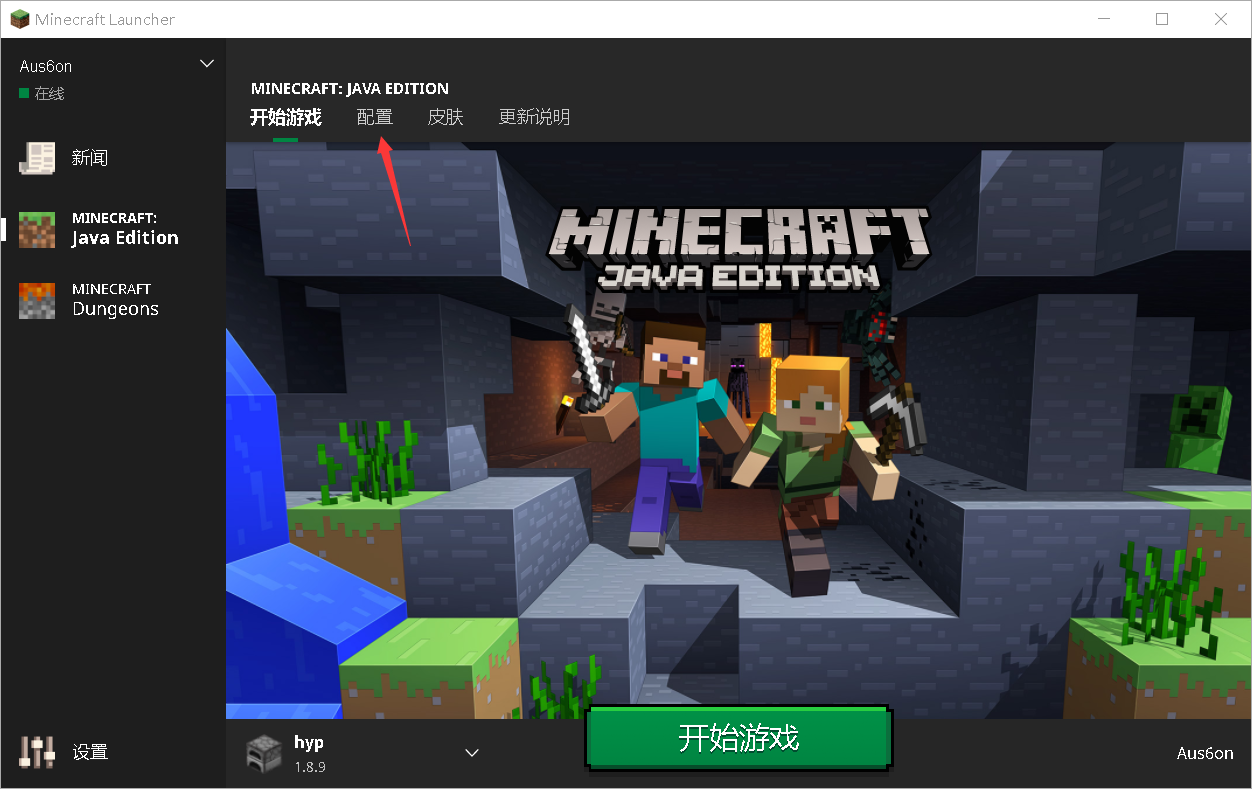 Minecraft Launcher
Aus6on
在线
新闻
MINECRAFT:
Java Edition
MINECRAFT
Dungeons
设置
MINECRAFT: JAVA EDITION
开始游戏 配置 皮肤 更新说明
MINECRAFT
JAVA EDITION
hyp
1.8.9
开始游戏
Aus6on